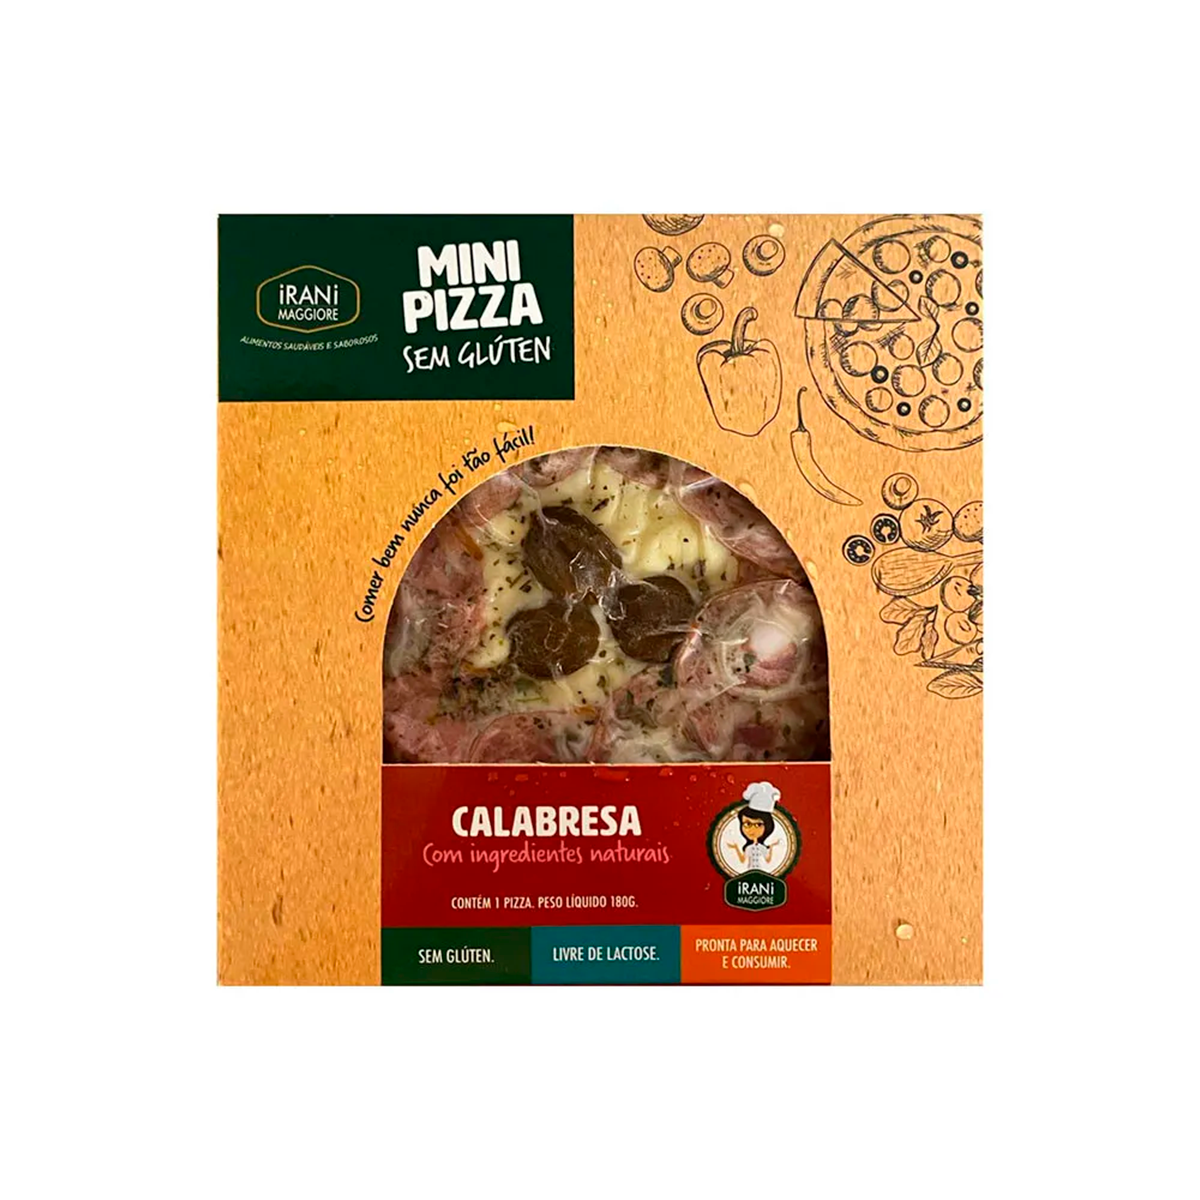 iRANi
MAGGIORE
ALIMENTOS SAUDÁVEIS E SABOROSOS
MINI
PIZZA
SEM GLÚTEN
Comer bem nunca foi tão fácil!
CALABRESA
Com ingredientes naturais
CONTÉM 1 PIZZA. PESO LÍQUIDO 180G.
iRANi
MAGGIORE
SEM GLÚTEN.
LIVRE DE LACTOSE.
PRONTA PARA AQUECER
E CONSUMIR.